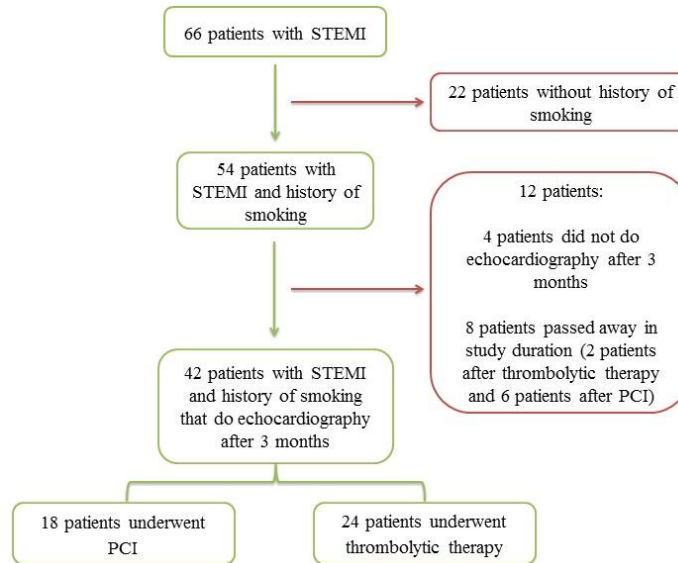 66 patients with STEMI
22 patients without history of
smoking
54 patients with
STEMI and history of
smoking
12 patients:
4 patients did not do
echocardiography after 3
months
8 patients passed away in
study duration (2 patients
after thrombolytic therapy
and 6 patients after PCI)
42 patients with STEMI
and history of smoking
that do echocardiography
after 3 months
18 patients underwent
PCI
24 patients underwent
thrombolytic therapy